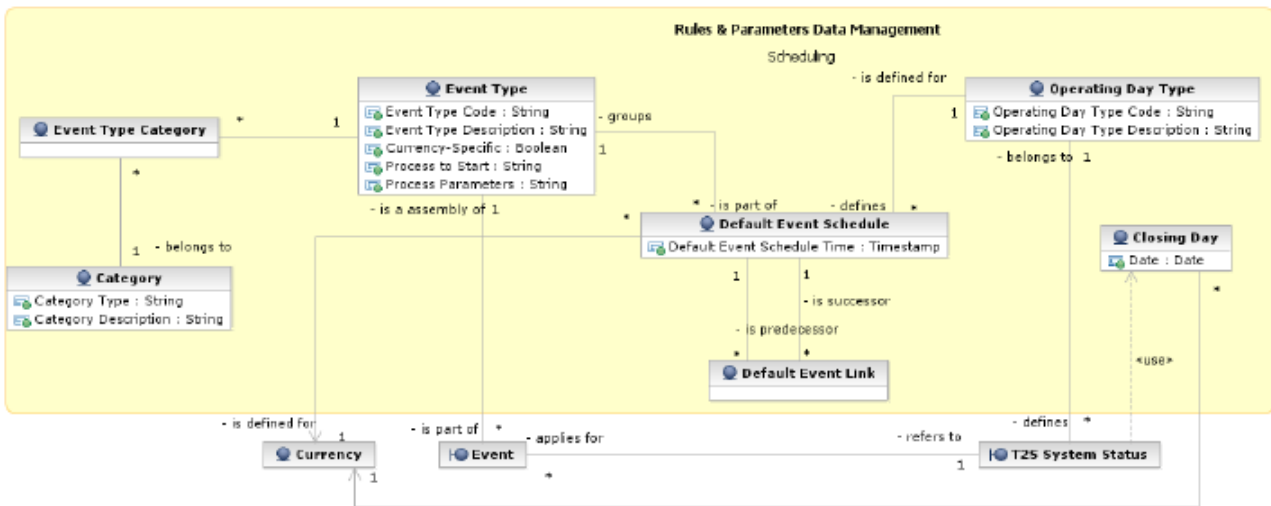 Rules & Parameters Data Management
Scheduling
- is defined for
Event Type
Event Type Code : String
Event Type Description : String
Currency-Specific : Boolean
Process to Start : String
Process Parameters : String
- groups
1
Operating Day Type
Operating Day Type Code : String
Operating Day Type Description : String
1
Event Type Category
*
1
*
- belongs to 1
- is a assembly of 1
*
* - is part of
- defines
*
Default Event Schedule
Default Event Schedule Time : Timestamp
Closing Day
Date : Date
*
1
- belongs to
Category
Category Type : String
Category Description : String
1
1
- is successor
- is predecessor
*
*
Default Event Link
«use»
- is defined for
1
- is part of
*
- applies for
*
- refers to
1
- defines
*
Currency
1
Event
T2S System Status